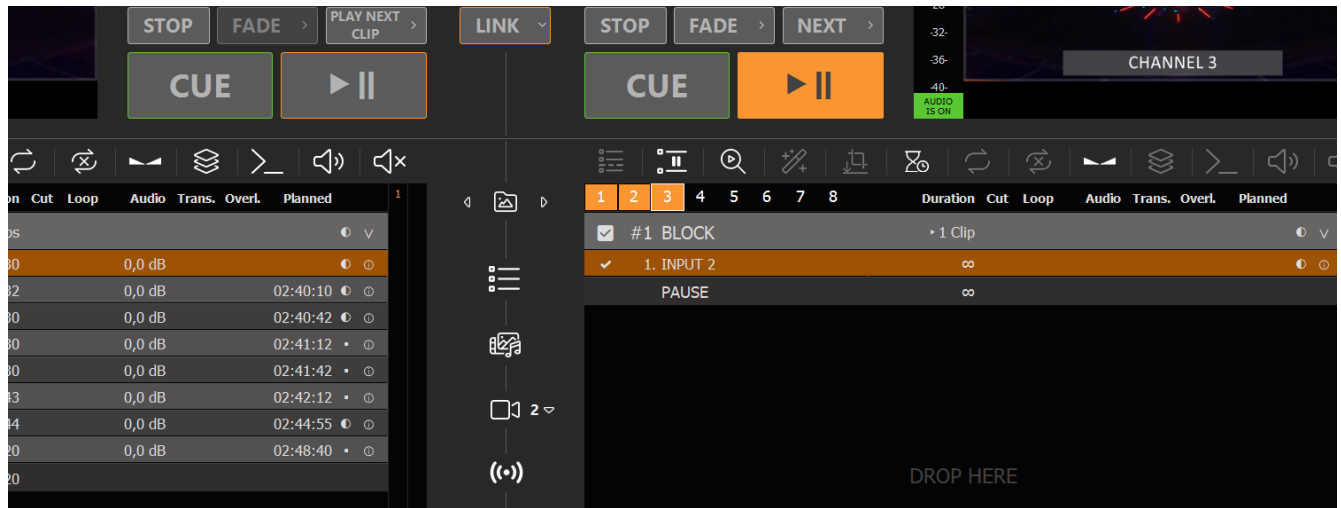 STOP FADE PLAY NEXT CLIP LINK STOP FADE NEXT
-32-
-36-
-40-
CHANNEL 3
CUE CUE
AUDIO IS ON
on Cut Loop Audio Trans. Overl. Planned 1
1 2 3 4 5 6 7 8 Duration Cut Loop Audio Trans. Overl. Planned
#1 BLOCK 1 Clip
30 0,0 dB
1. INPUT 2 ∞
32 0,0 dB 02:40:10
PAUSE ∞
30 0,0 dB 02:40:42
30 0,0 dB 02:41:12
30 0,0 dB 02:41:42
43 0,0 dB 02:42:12
2
44 0,0 dB 02:44:55
20 0,0 dB 02:48:40
20
DROP HERE